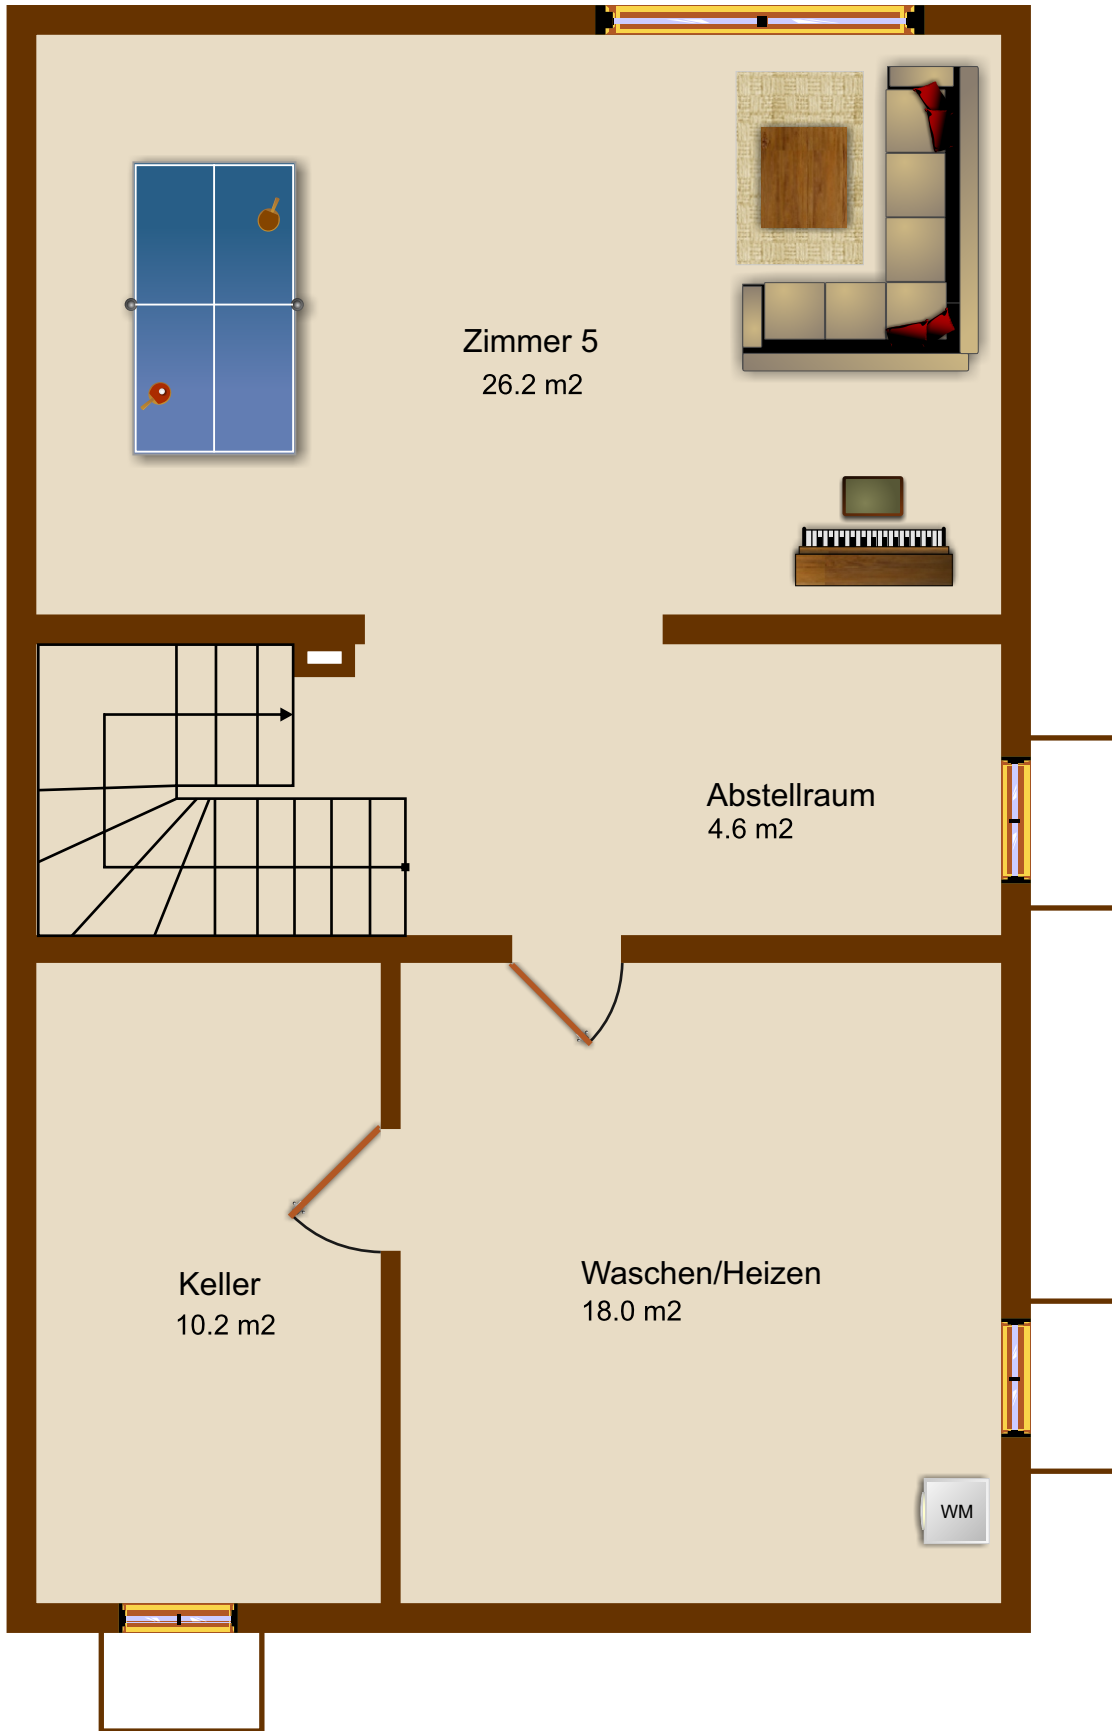 Zimmer 5
26.2 m2
Abstellraum
4.6 m2
Keller
10.2 m2
Waschen/Heizen
18.0 m2
WM